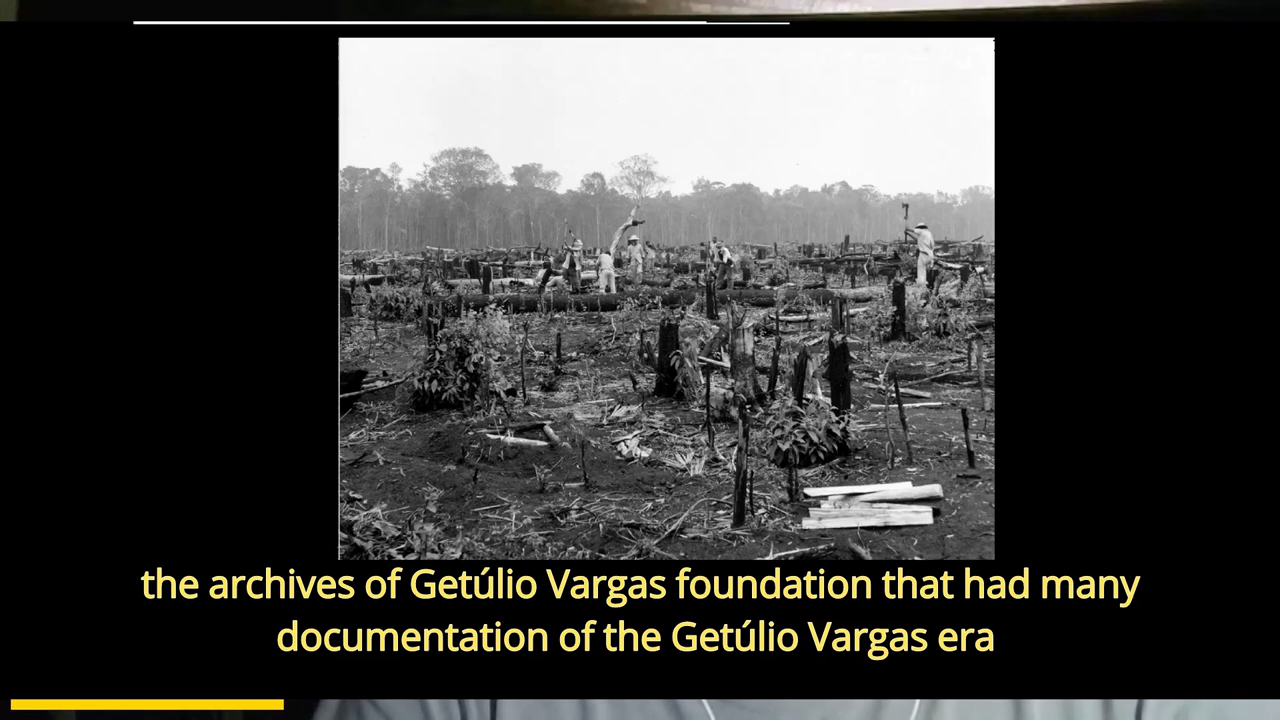 the archives of Getúlio Vargas foundation that had many
documentation of the Getúlio Vargas era